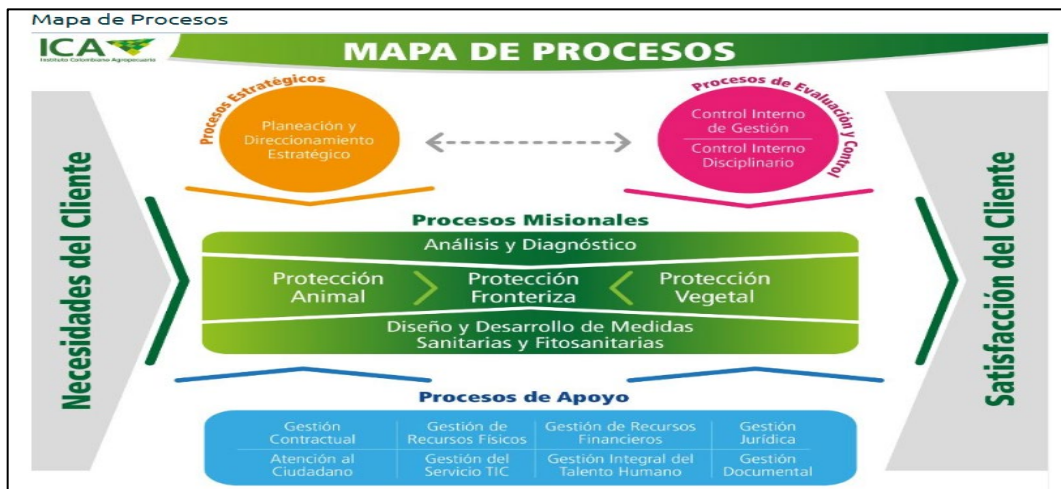 Mapa de Procesos
ICA
Instituto Colombiano Agropecuario
MAPA DE PROCESOS
Procesos Estratégicos
Planeación y
Direccionamiento
Estratégico
Procesos de Evaluación y Control
Control Interno
de Gestión
Control Interno
Disciplinario
Necesidades del Cliente
Procesos Misionales
Análisis y Diagnóstico
Protección
Animal
Protección
Fronteriza
Protección
Vegetal
Diseño y Desarrollo de Medidas
Sanitarias y Fitosanitarias
Satisfacción del Cliente
Procesos de Apoyo
Gestión
Contractual
Gestión de
Recursos Físicos
Gestión de Recursos
Financieros
Gestión
Jurídica
Atención al
Ciudadano
Gestión del
Servicio TIC
Gestión Integral del
Talento Humano
Gestión
Documental